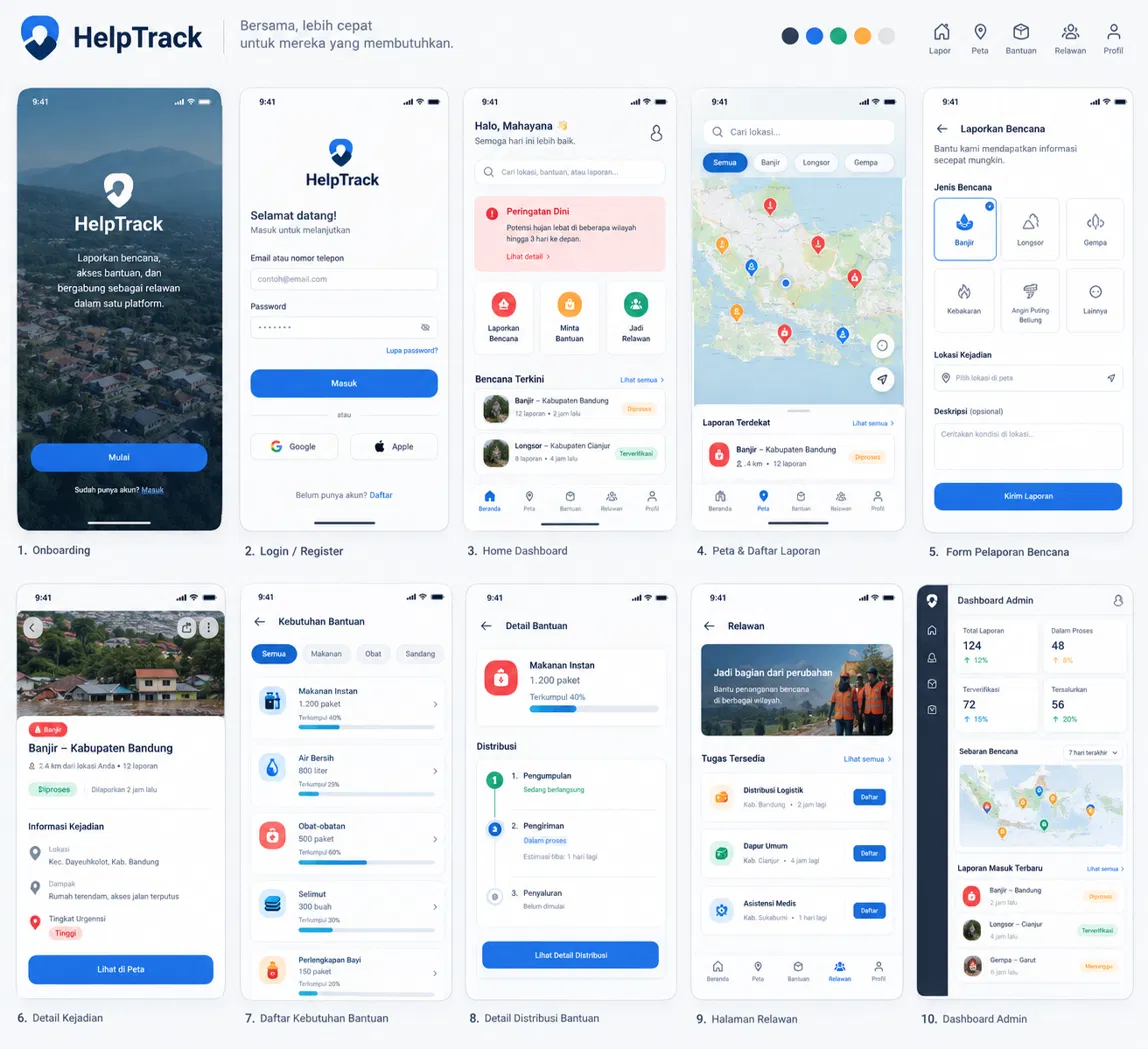 HelpTrack
Bersama, lebih cepat
untuk mereka yang membutuhkan.
Lapor
Peta
Bantuan
Relawan
Profil
9:41
HelpTrack
Laporkan bencana,
akses bantuan, dan
bergabung sebagai relawan
dalam satu platform.
Mulai
Sudah punya akun? Masuk
1. Onboarding
9:41
HelpTrack
Selamat datang!
Masuk untuk melanjutkan
Email atau nomor telepon
contoh@email.com
Password
Lupa password?
Masuk
atau
Google
Apple
Belum punya akun? Daftar
2. Login / Register
9:41
Halo, Mahayana 👋
Semoga hari ini lebih baik.
Cari lokasi, bantuan, atau laporan...
Peringatan Dini
Potensi hujan lebat di beberapa wilayah
hingga 3 hari ke depan.
Lihat detail >
Laporkan
Bencana
Minta
Bantuan
Jadi
Relawan
Bencana Terkini
Lihat semua >
Banjir – Kabupaten Bandung
12 laporan • 2 jam lalu
Diproses
Longsor – Kabupaten Cianjur
8 laporan • 4 jam lalu
Terverifikasi
Beranda
Peta
Bantuan
Relawan
Profil
3. Home Dashboard
9:41
Cari lokasi...
Semua
Banjir
Longsor
Gempa
Laporan Terdekat
Lihat semua >
Banjir – Kabupaten Bandung
.4 km • 12 laporan
Diproses
Beranda
Peta
Bantuan
Relawan
Profil
4. Peta & Daftar Laporan
9:41
Laporkan Bencana
Bantu kami mendapatkan informasi
secepat mungkin.
Jenis Bencana
Banjir
Longsor
Gempa
Kebakaran
Angin Puting
Beliung
Lainnya
Lokasi Kejadian
Pilih lokasi di peta
Deskripsi (opsional)
Ceritakan kondisi di lokasi...
Kirim Laporan
5. Form Pelaporan Bencana
9:41
Banjir
Banjir – Kabupaten Bandung
2.4 km dari lokasi Anda • 12 laporan
Diproses
Dilaporkan 2 jam lalu
Informasi Kejadian
Lokasi
Kec. Dayeuhkolot, Kab. Bandung
Dampak
Rumah terendam, akses jalan terputus
Tingkat Urgennsi
Tinggi
Lihat di Peta
6. Detail Kejadian
9:41
Kebutuhan Bantuan
Semua
Makanan
Obat
Sandang
Makanan Instan
1.200 paket
Terkumpul 40%
Air Bersih
800 liter
Terkumpul 25%
Obat-obatan
500 paket
Terkumpul 60%
Selimut
300 buah
Terkumpul 30%
Perlengkapan Bayi
150 paket
Terkumpul 20%
7. Daftar Kebutuhan Bantuan
9:41
Detail Bantuan
Makanan Instan
1.200 paket
Terkumpul 40%
Distribusi
1
1. Pengumpulan
Sedang berlangsung
2. Pengiriman
Dalam proses
Estimasi tiba: 1 hari lagi
3. Penyaluran
Belum dimulai
Lihat Detail Distribusi
8. Detail Distribusi Bantuan
9:41
Relawan
Jadi bagian dari perubahan
Bantu penanganan bencana
di berbagai wilayah.
Tugas Tersedia
Lihat semua >
Distribusi Logistik
Kab. Bandung • 2 jam lagi
Daftar
Dapur Umum
Kab. Cianjur • 4 jam lagi
Daftar
Asistensi Medis
Kab. Sukabumi • 1 hari lagi
Daftar
Beranda
Peta
Bantuan
Relawan
Profil
9. Halaman Relawan
Dashboard Admin
Total Laporan
124
↑ 12%
Dalam Proses
48
↑ 8%
Terverifikasi
72
↑ 15%
Tersalurkan
56
↑ 20%
Sebaran Bencana
7 hari terakhir
Laporan Masuk Terbaru
Lihat semua >
Banjir – Bandung
2 jam lalu
Diproses
Longsor – Cianjur
4 jam lalu
Terverifikasi
Gempa – Garut
6 jam lalu
Menunggu
10. Dashboard Admin